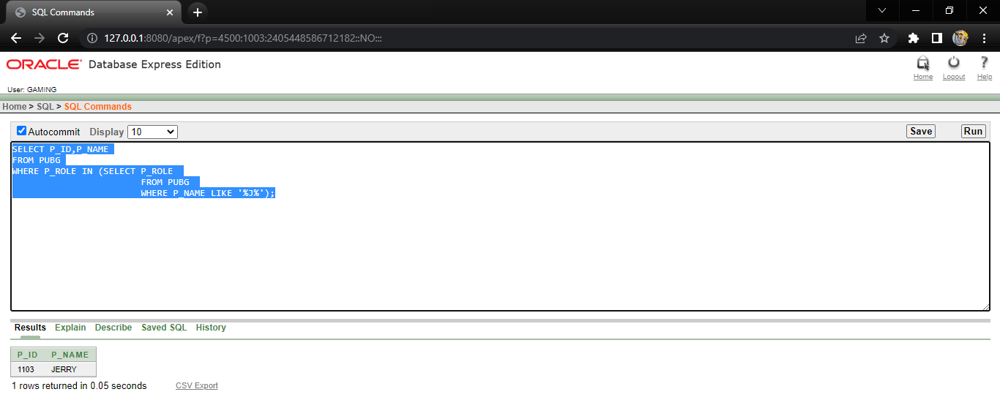 SQL Commands
127.0.0.1:8080/apex/f?p=4500:1003:2405448586712182::NO:::
ORACLE Database Express Edition
Home Logout Help
User: GAMING
Home > SQL > SQL Commands
Autocommit Display 10 Save Run
SELECT P_ID,P_NAME
FROM PUBG
WHERE P_ROLE IN (SELECT P_ROLE
FROM PUBG
WHERE P_NAME LIKE '%J%');
Results Explain Describe Saved SQL History
P_ID P_NAME
1103 JERRY
1 rows returned in 0.05 seconds CSV Export